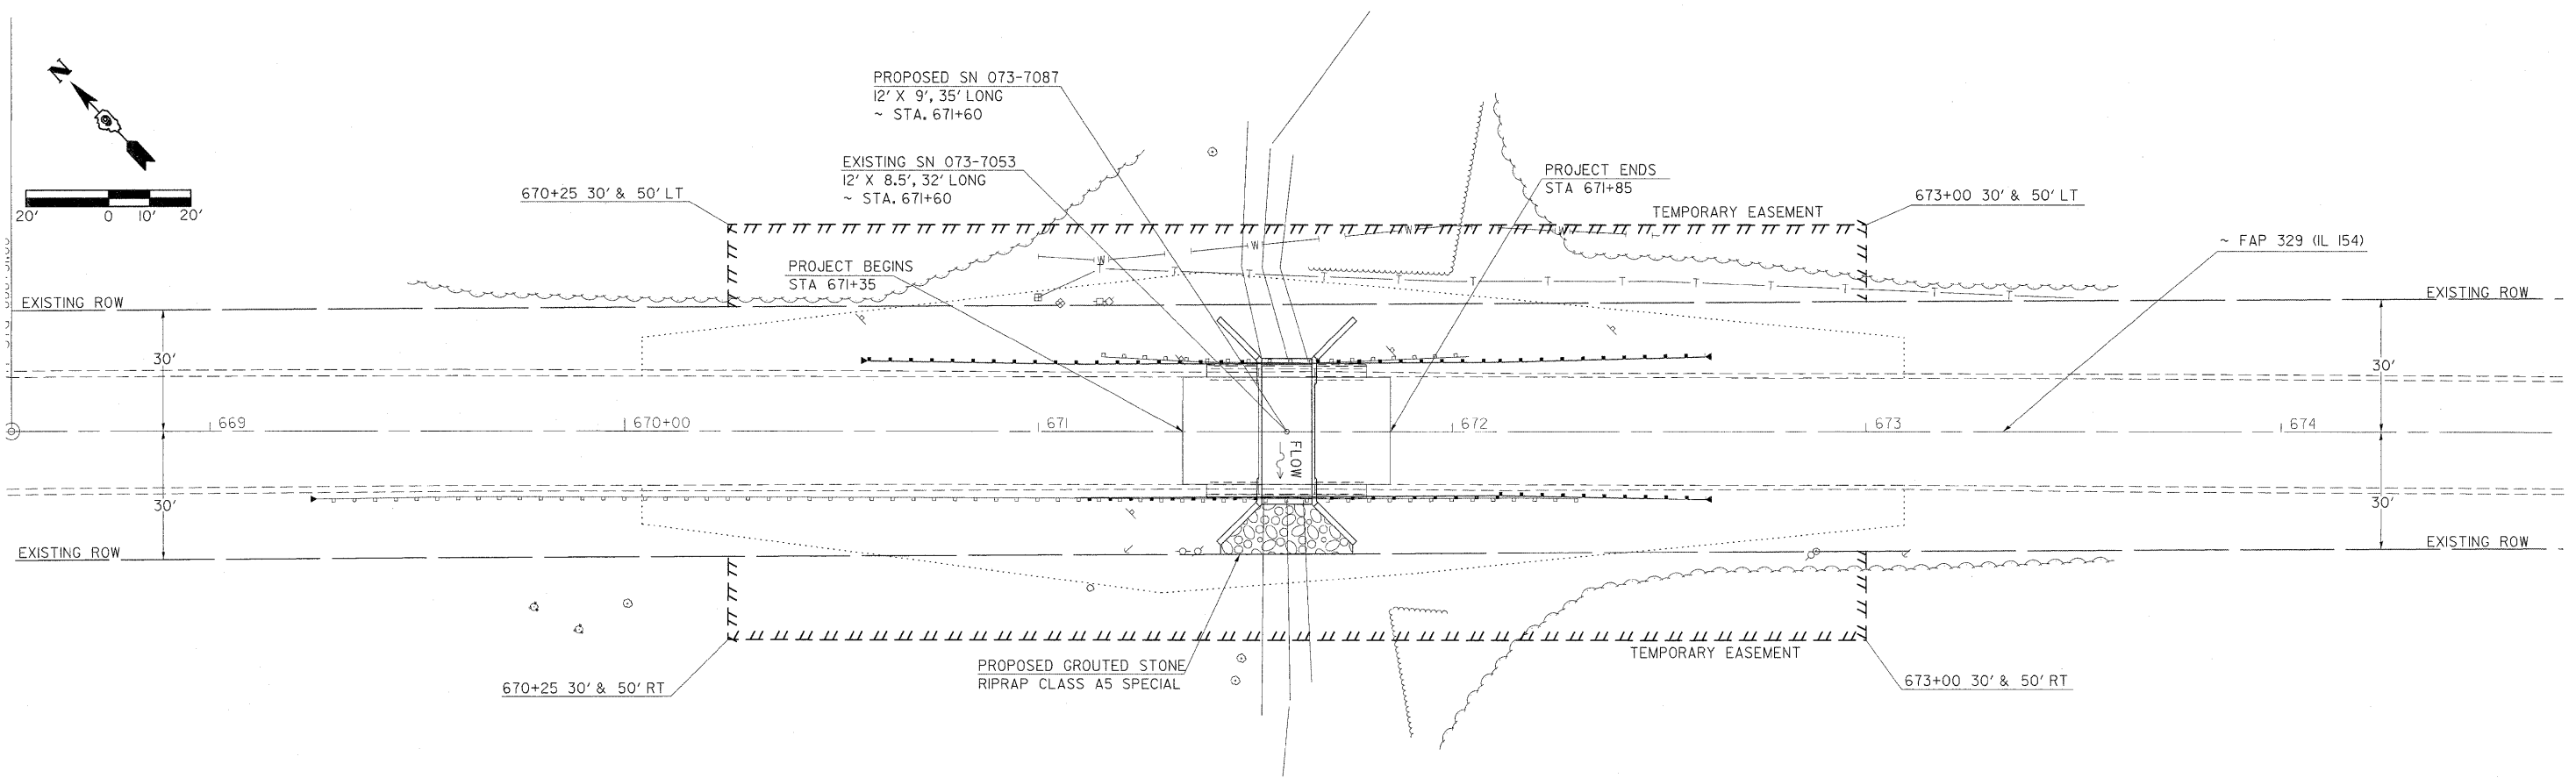 N
20' 0 10' 20'
PROPOSED SN 073-7087
12' X 9', 35' LONG
~ STA. 671+60
EXISTING SN 073-7053
12' X 8.5', 32' LONG
~ STA. 671+60
PROJECT ENDS
STA 671+85
670+25 30' & 50' LT
673+00 30' & 50' LT
TEMPORARY EASEMENT
~ FAP 329 (IL 154)
PROJECT BEGINS
STA 671+35
W W W W
T T T T T T T T T T T T T
EXISTING ROW
EXISTING ROW
30'
30'
669 670+00 671 672 673 674
FLOW
30'
30'
EXISTING ROW
EXISTING ROW
TEMPORARY EASEMENT
PROPOSED GROUTED STONE
RIPRAP CLASS A5 SPECIAL
670+25 30' & 50' RT
673+00 30' & 50' RT